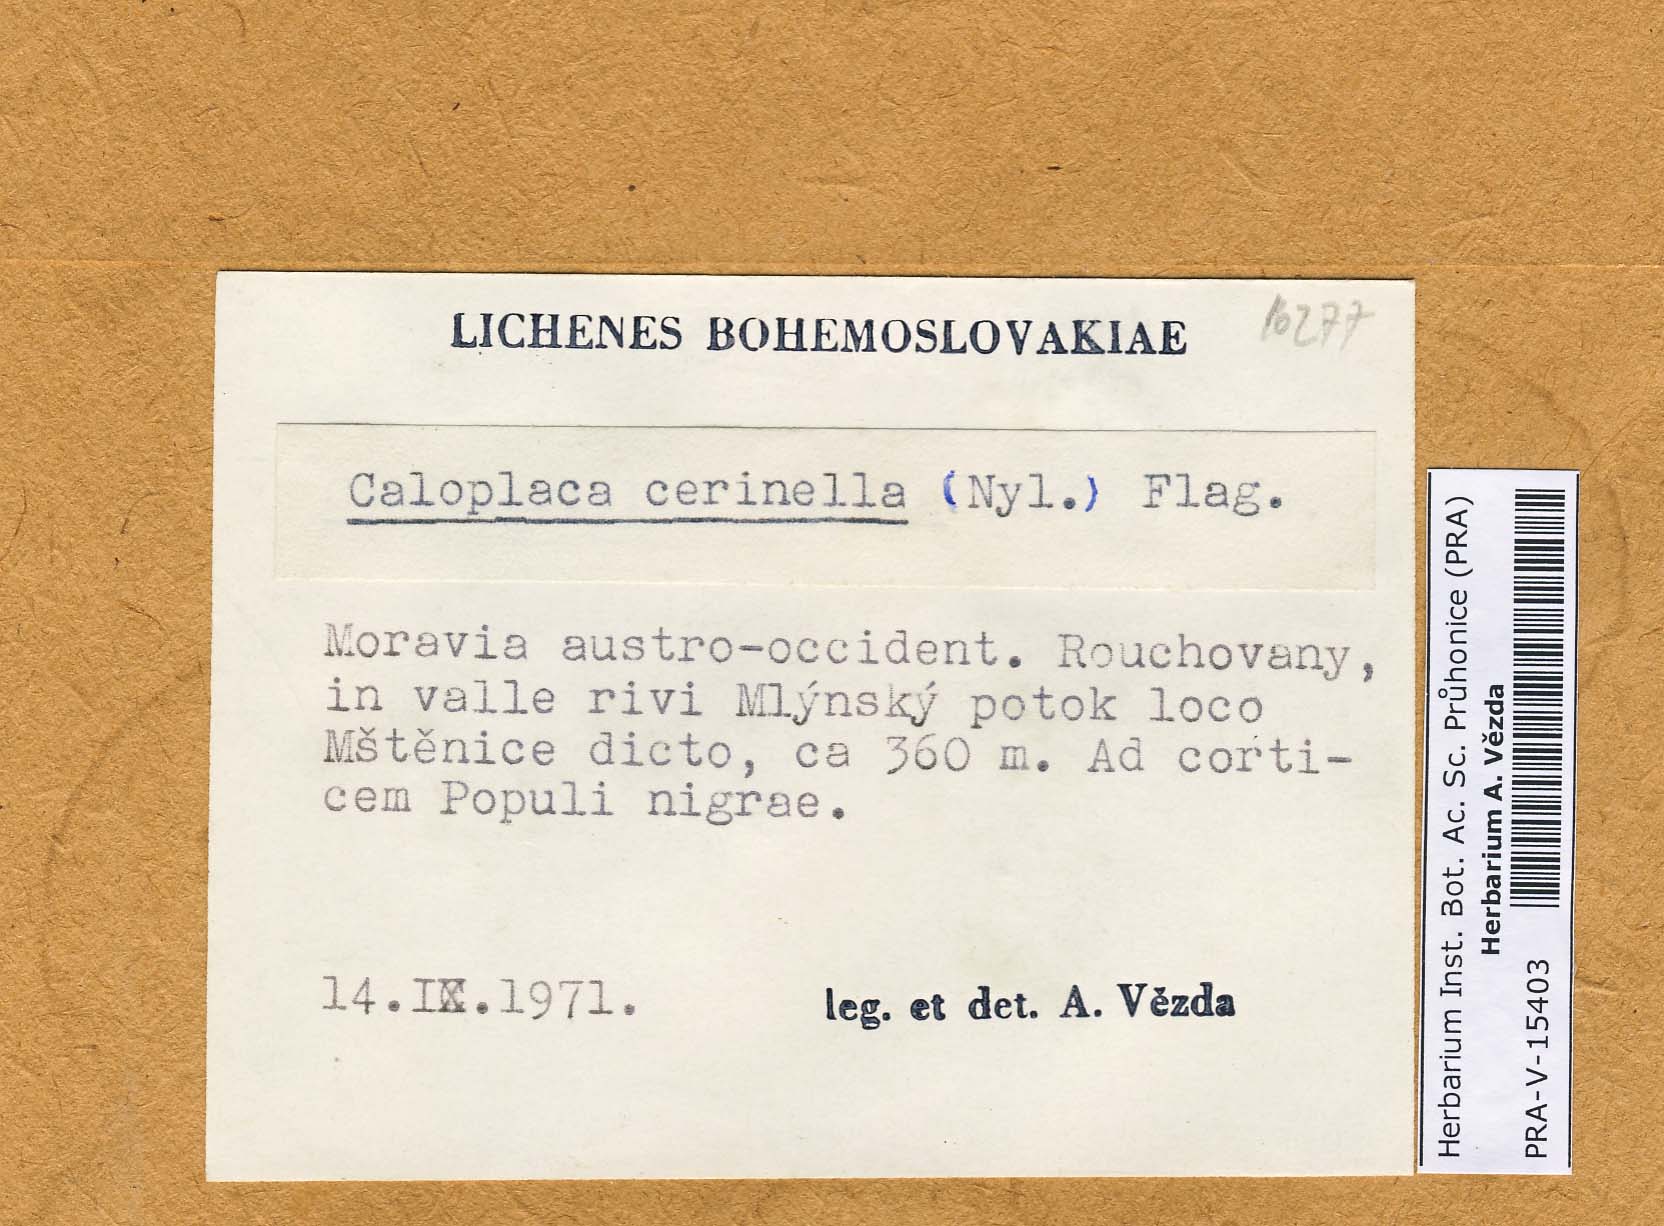 LICHENES BOHEMOSLOVAKIAE
10277
Caloplaca cerinella (Nyl.) Flag.
Moravia austro-occident. Rouchovany,
in valle rivi Mlýnský potok loco
Mštěnice dicto, ca 360 m. Ad corti-
cem Populi nigrae.
14.IX.1971.
leg. et det. A. Vězda
Herbarium Inst. Bot. Ac. Sc. Průhonice (PRA)
Herbarium A. Vězda
PRA-V-15403